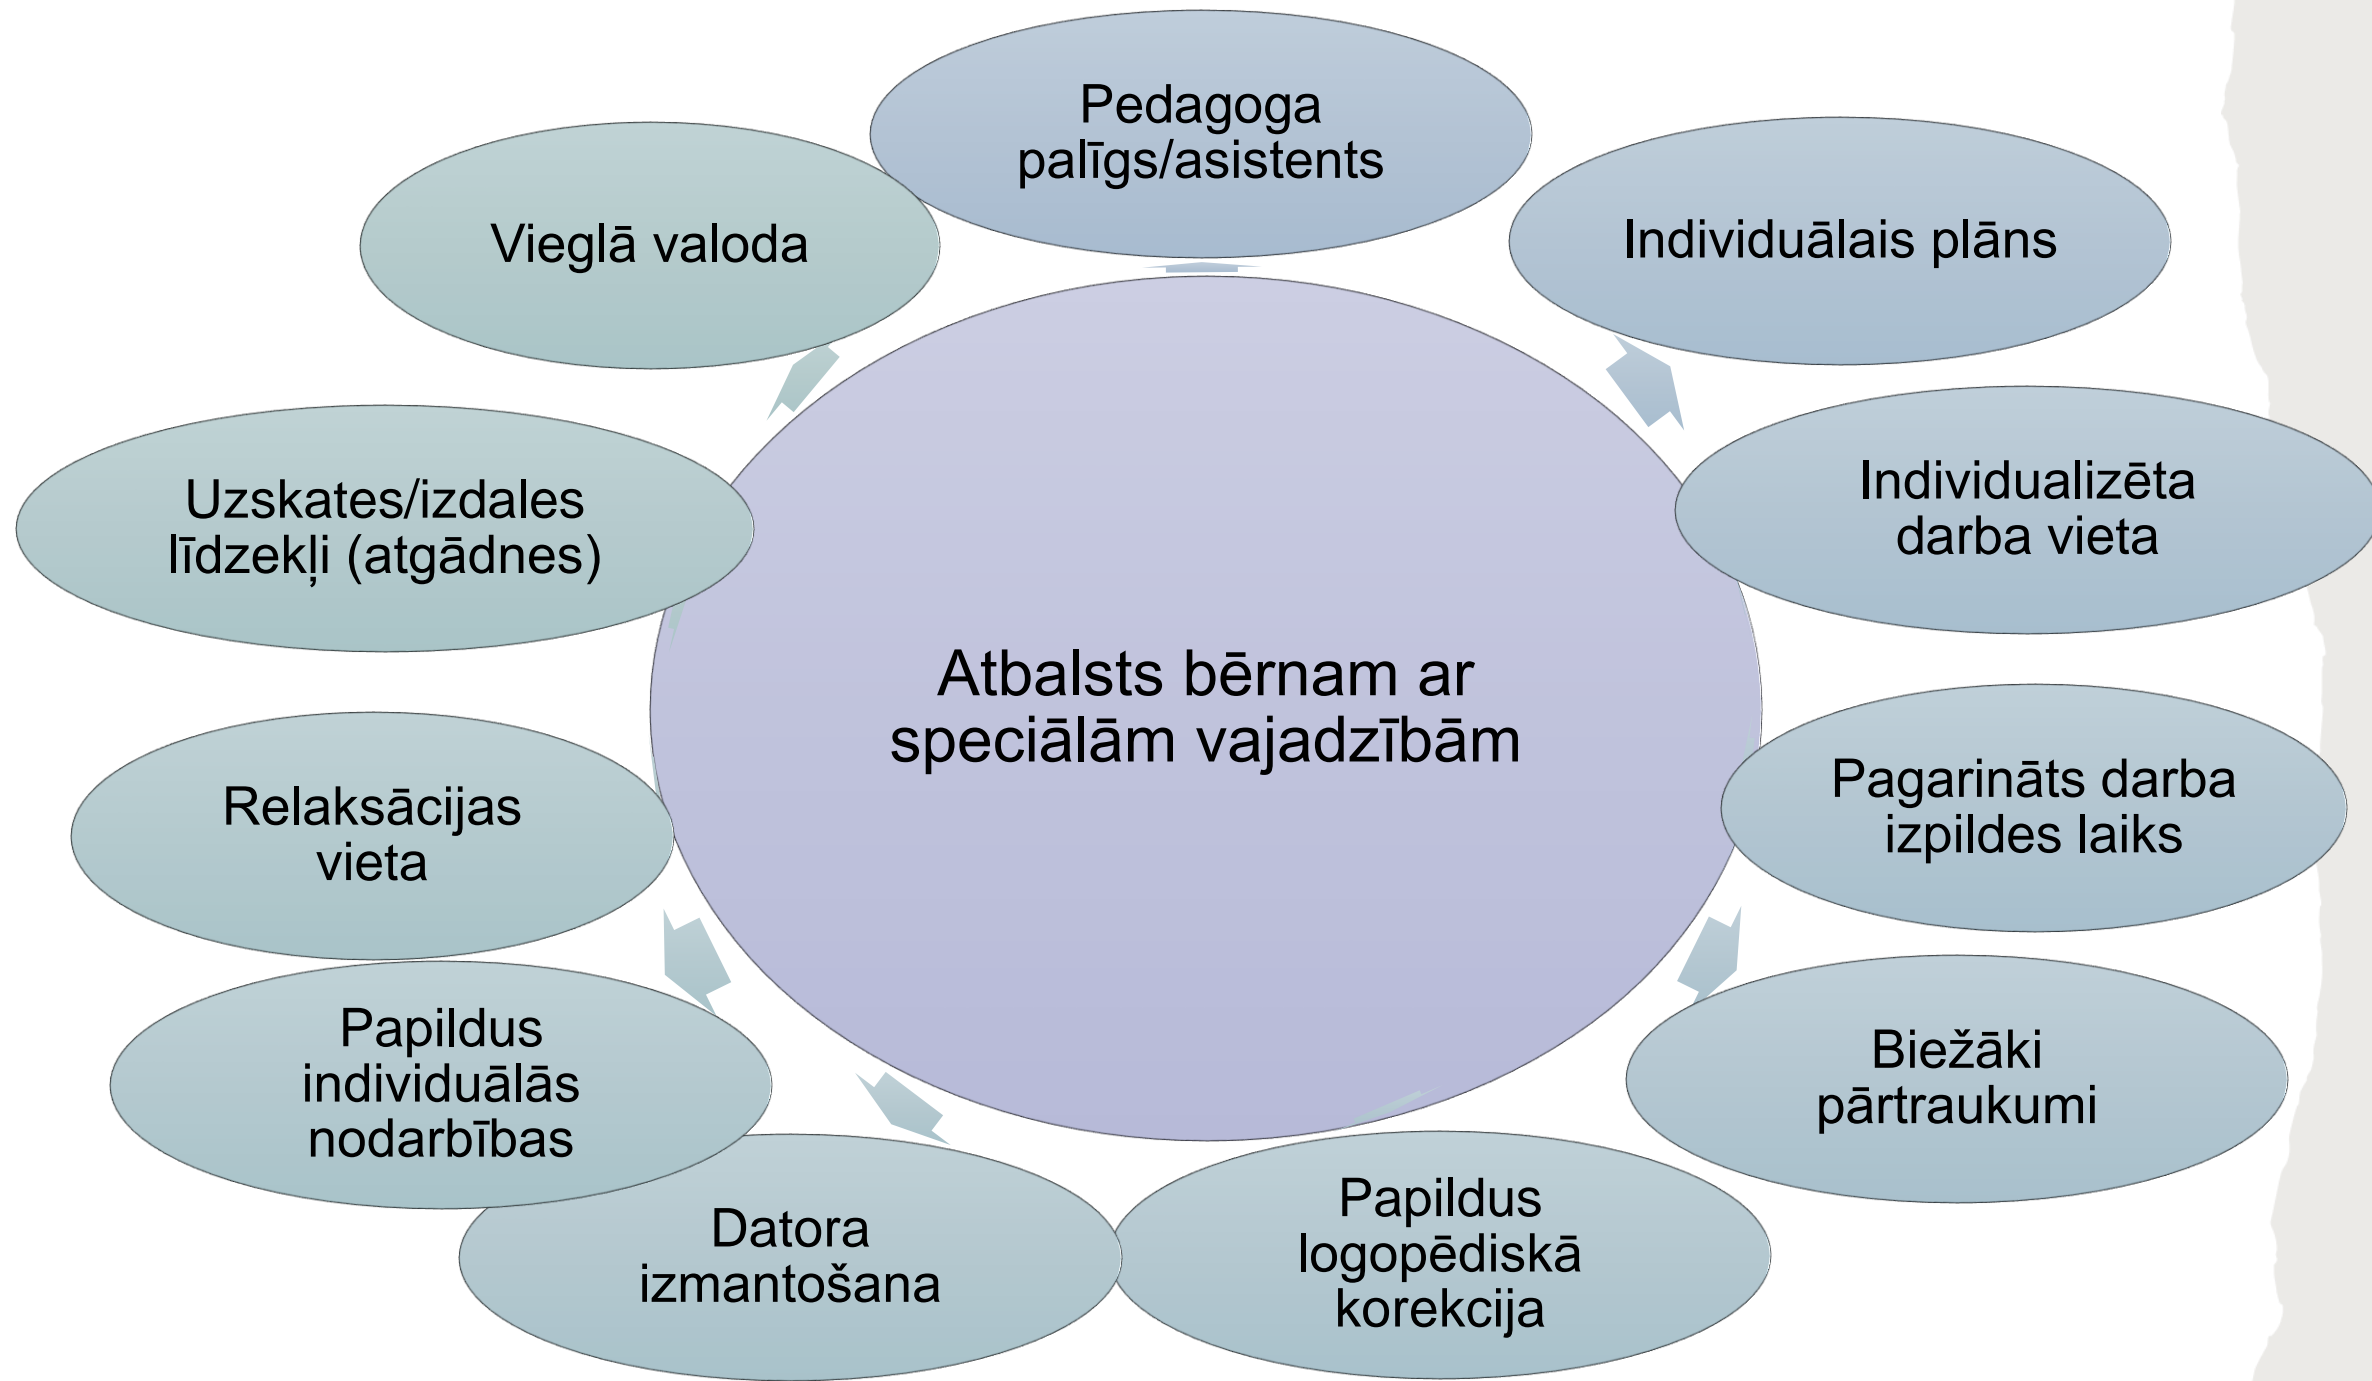 Pedagoga
palīgs/asistents
Individuālais plāns
Individualizēta
darba vieta
Pagarināts darba
izpildes laiks
Biežāki
pārtraukumi
Papildus
logopēdiskā
korekcija
Datora
izmantošana
Papildus
individuālās
nodarbības
Relaksācijas
vieta
Uzskates/izdales
līdzekļi (atgādnes)
Vieglā valoda
Atbalsts bērnam ar
speciālām vajadzībām